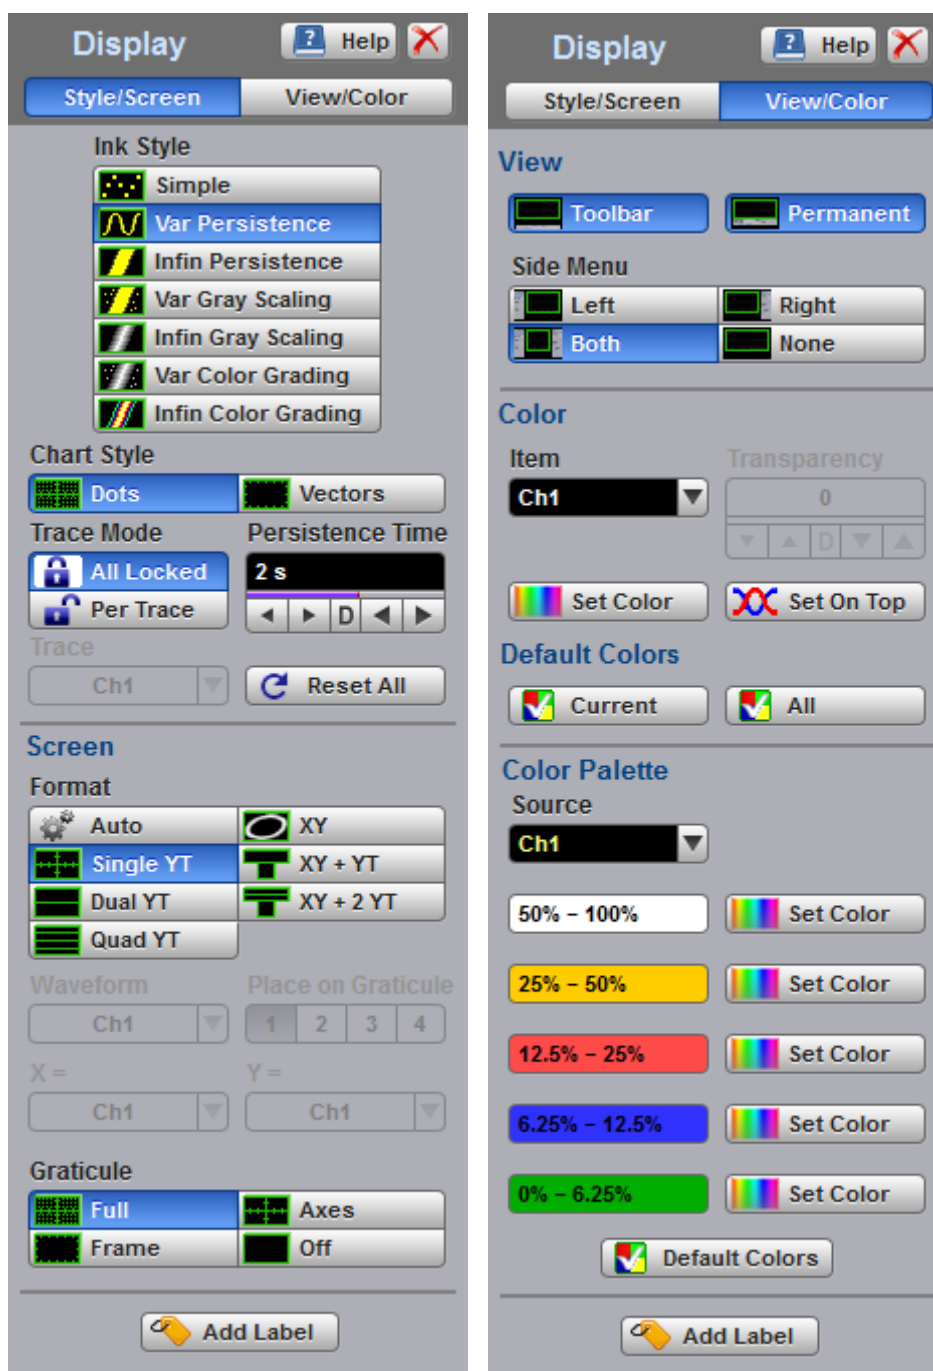 Display
Help
Style/Screen View/Color
Ink Style
Simple
Var Persistence
Infin Persistence
Var Gray Scaling
Infin Gray Scaling
Var Color Grading
Infin Color Grading
Chart Style
Dots Vectors
Trace Mode Persistence Time
All Locked 2 s
Per Trace D
Trace
Ch1 Reset All
Screen
Format
Auto XY
Single YT XY + YT
Dual YT XY + 2 YT
Quad YT
Waveform Place on Graticule
Ch1 1 2 3 4
X = Y =
Ch1 Ch1
Graticule
Full Axes
Frame Off
Add Label
Display
Help
Style/Screen View/Color
View
Toolbar Permanent
Side Menu
Left Right
Both None
Color
Item Transparency
Ch1 0
D
Set Color Set On Top
Default Colors
Current All
Color Palette
Source
Ch1
50% – 100% Set Color
25% – 50% Set Color
12.5% – 25% Set Color
6.25% – 12.5% Set Color
0% – 6.25% Set Color
Default Colors
Add Label